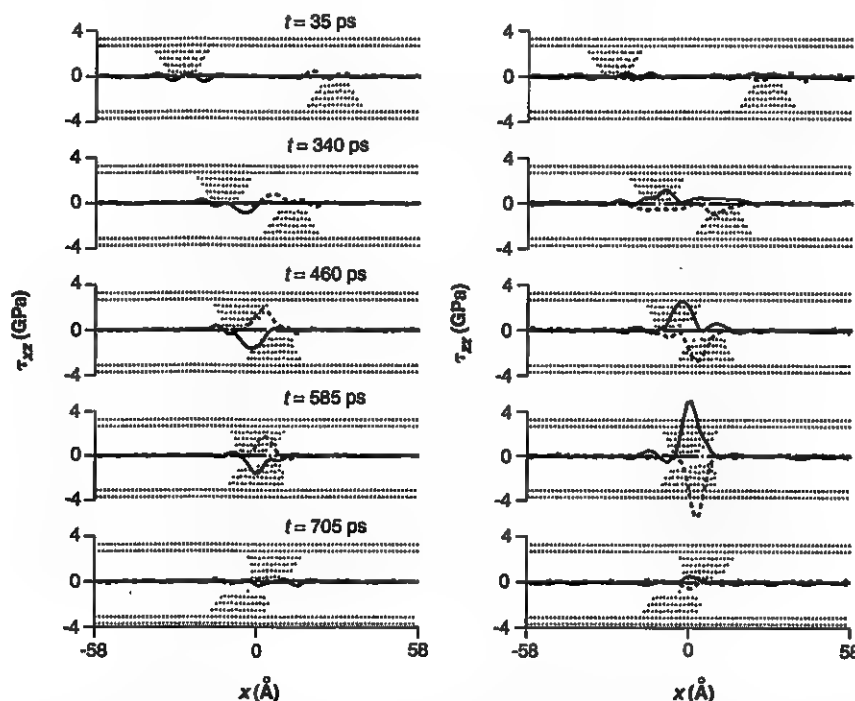 t = 35 ps
4 4
0 0
-4 -4
t = 340 ps
4 4
0 0
-4 -4
t = 460 ps
4 4
0 0
-4 -4
τxz (GPa) τzz (GPa)
t = 585 ps
4 4
0 0
-4 -4
t = 705 ps
4 4
0 0
-4 -4
-58 0 58 -58 0 58
x (Å) x (Å)